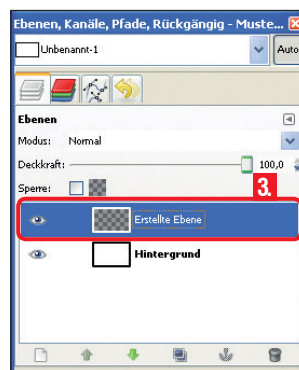 Ebenen, Kanäle, Pfade, Rückgängig - Muste...
Unbenannt-1
Auto
Ebenen
Modus: Normal
Deckkraft: 100,0
Sperre:
3.
Erstellte Ebene
Hintergrund